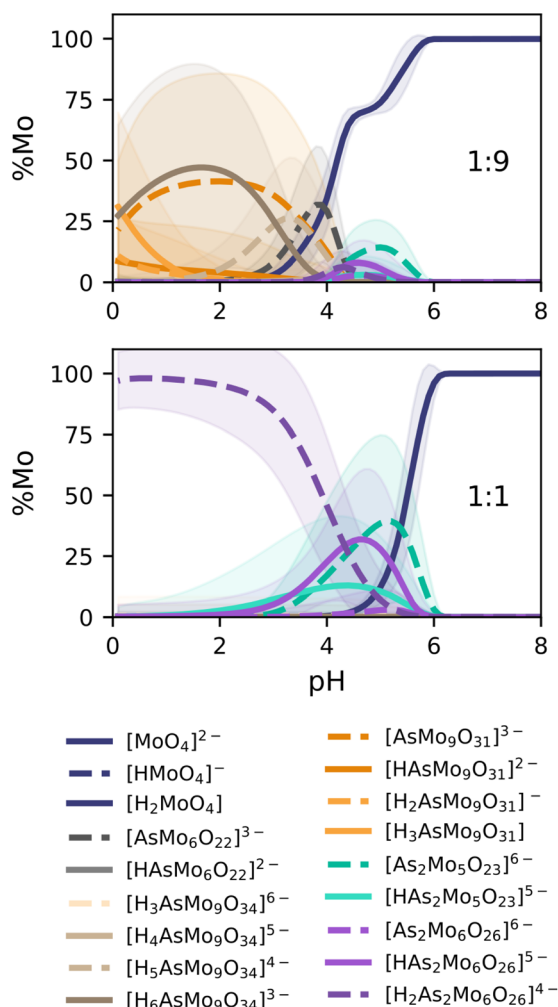 100
75
50
25
0
%Mo
1:9
0 2 4 6 8
100
75
50
25
0
%Mo
1:1
0 2 4 6 8
pH
[MoO₄]²⁻
[HMoO₄]⁻
[H₂MoO₄]
[AsMo₆O₂₂]³⁻
[HAsMo₆O₂₂]²⁻
[H₃AsMo₉O₃₄]⁶⁻
[H₄AsMo₉O₃₄]⁵⁻
[H₅AsMo₉O₃₄]⁴⁻
[H₆AsMo₉O₃₄]³⁻
[AsMo₉O₃₁]³⁻
[HAsMo₉O₃₁]²⁻
[H₂AsMo₉O₃₁]⁻
[H₃AsMo₉O₃₁]
[As₂Mo₅O₂₃]⁶⁻
[HAs₂Mo₅O₂₃]⁵⁻
[As₂Mo₆O₂₆]⁶⁻
[HAs₂Mo₆O₂₆]⁵⁻
[H₂As₂Mo₆O₂₆]⁴⁻